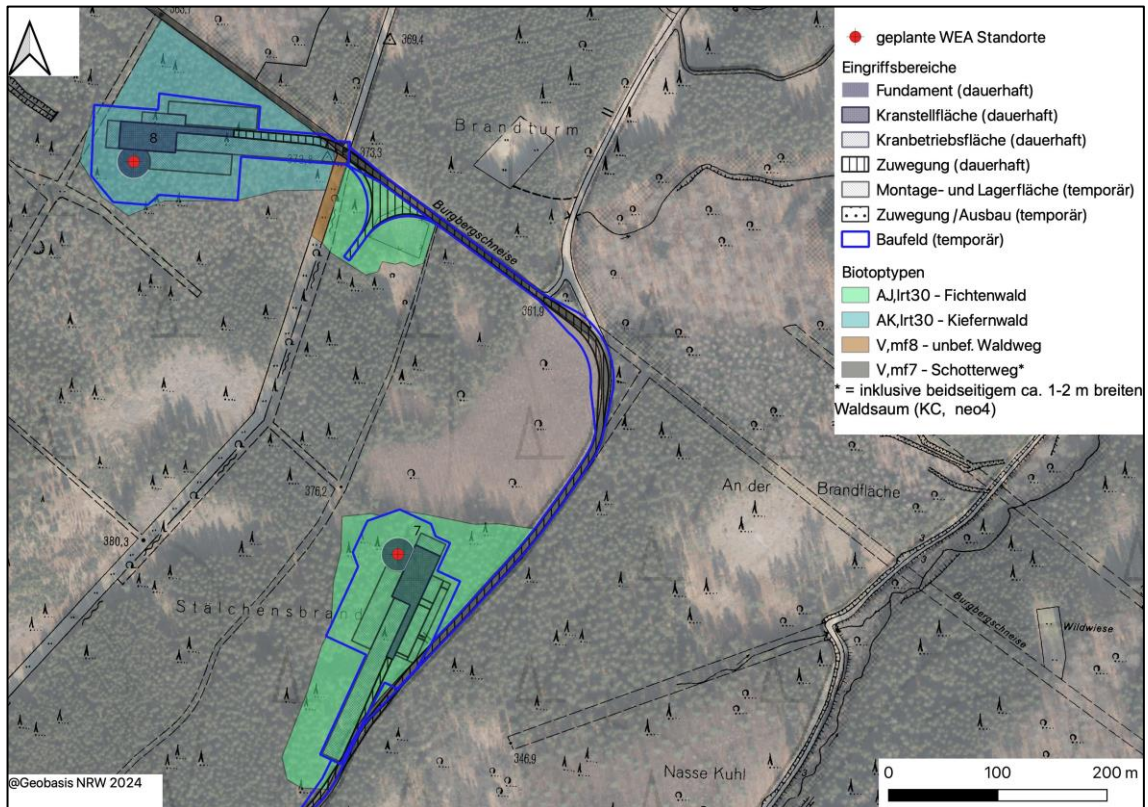 368,1
369,4
Brandturm
8
373,3
Burgbergschneise
361,9
376,2
An der Brandfläche
380,3
7
Stälchensbrand
Burgbergschneise
Wildwiese
346,9
Nasse Kuhl
geplante WEA Standorte
Eingriffsbereiche
Fundament (dauerhaft)
Kranstellfläche (dauerhaft)
Kranbetriebsfläche (dauerhaft)
Zuwegung (dauerhaft)
Montage- und Lagerfläche (temporär)
Zuwegung /Ausbau (temporär)
Baufeld (temporär)
Biotoptypen
AJ,lrt30 - Fichtenwald
AK,lrt30 - Kiefernwald
V,mf8 - unbef. Waldweg
V,mf7 - Schotterweg*
* = inklusive beidseitigem ca. 1-2 m breiten
Waldsaum (KC, neo4)
@Geobasis NRW 2024
0 100 200 m